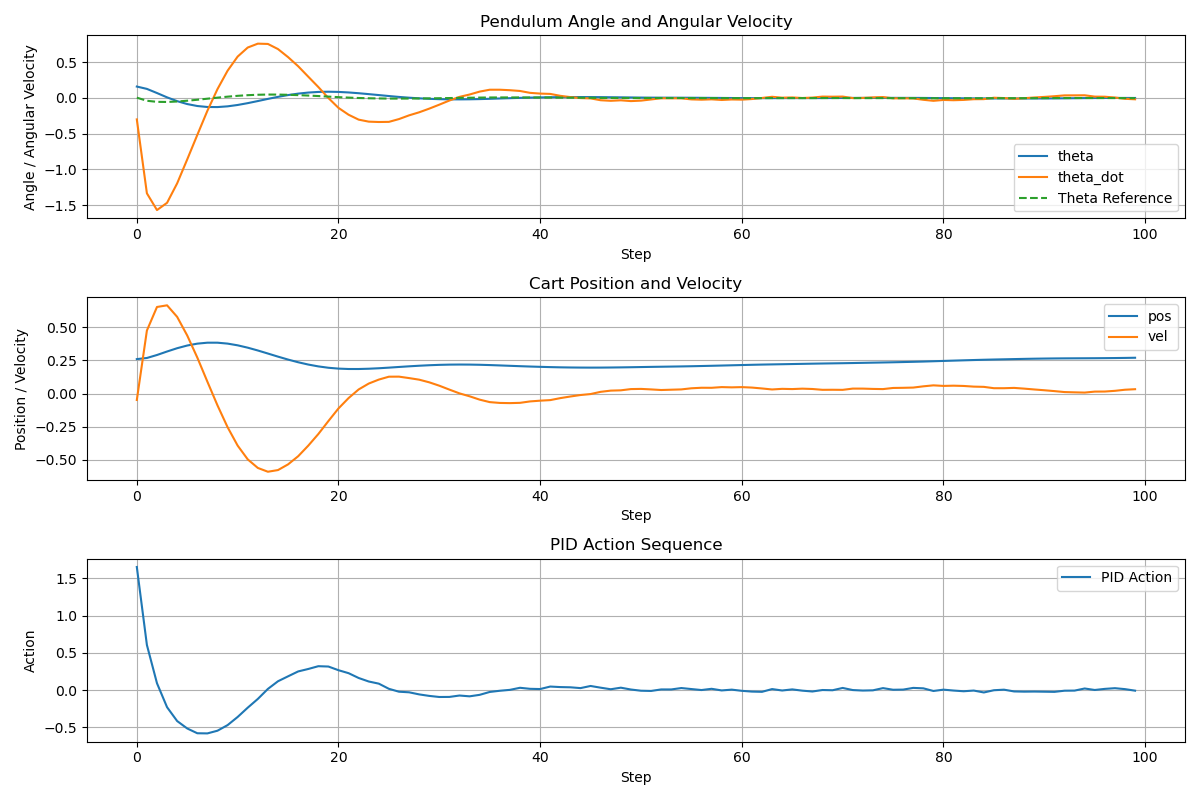 Pendulum Angle and Angular Velocity
Angle / Angular Velocity
0.5
0.0
−0.5
−1.0
−1.5
theta
theta_dot
Theta Reference
0 20 40 60 80 100
Step
Cart Position and Velocity
Position / Velocity
0.50
0.25
0.00
−0.25
−0.50
pos
vel
0 20 40 60 80 100
Step
PID Action Sequence
Action
1.5
1.0
0.5
0.0
−0.5
PID Action
0 20 40 60 80 100
Step